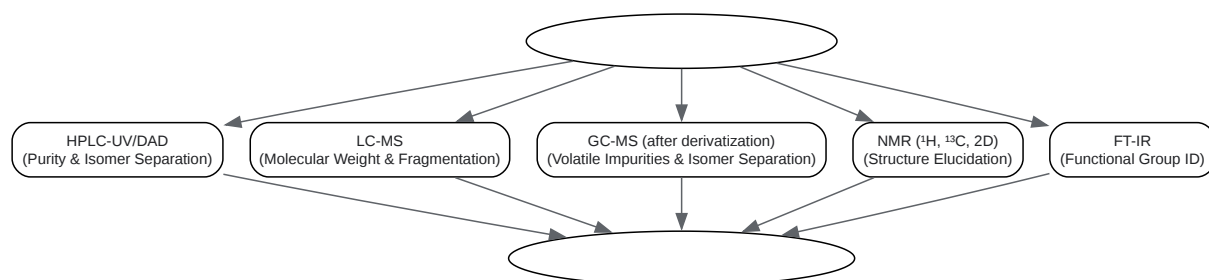 HPLC-UV/DAD
(Purity & Isomer Separation)
LC-MS
(Molecular Weight & Fragmentation)
GC-MS (after derivatization)
(Volatile Impurities & Isomer Separation)
NMR (¹H, ¹³C, 2D)
(Structure Elucidation)
FT-IR
(Functional Group ID)